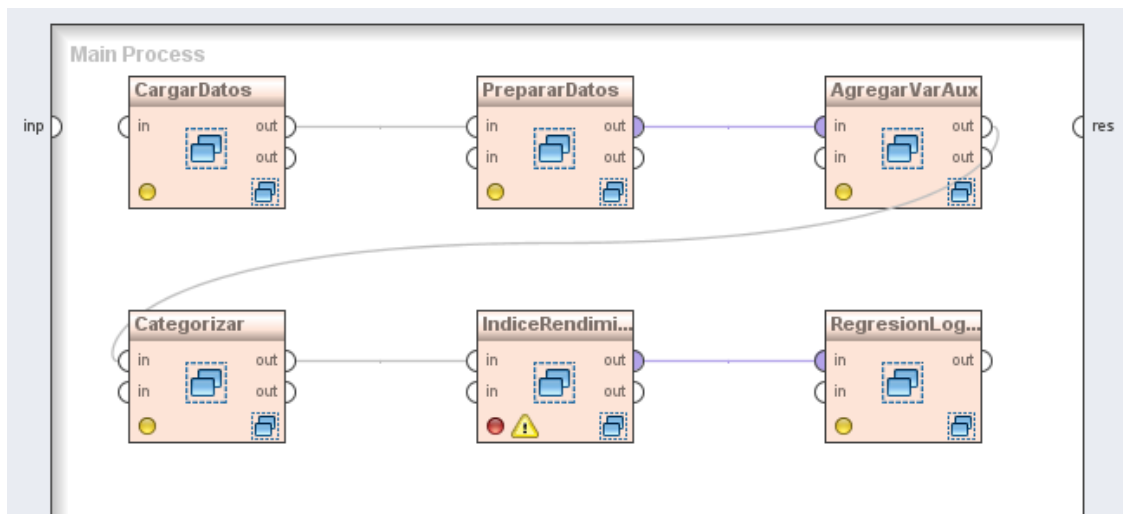 Main Process
CargarDatos
PrepararDatos
AgregarVarAux
inp
in
out
in
out
in
out
res
out
in
out
in
out
Categorizar
IndiceRendimi...
RegresionLog...
in
out
in
out
in
out
in
out
in
out
in